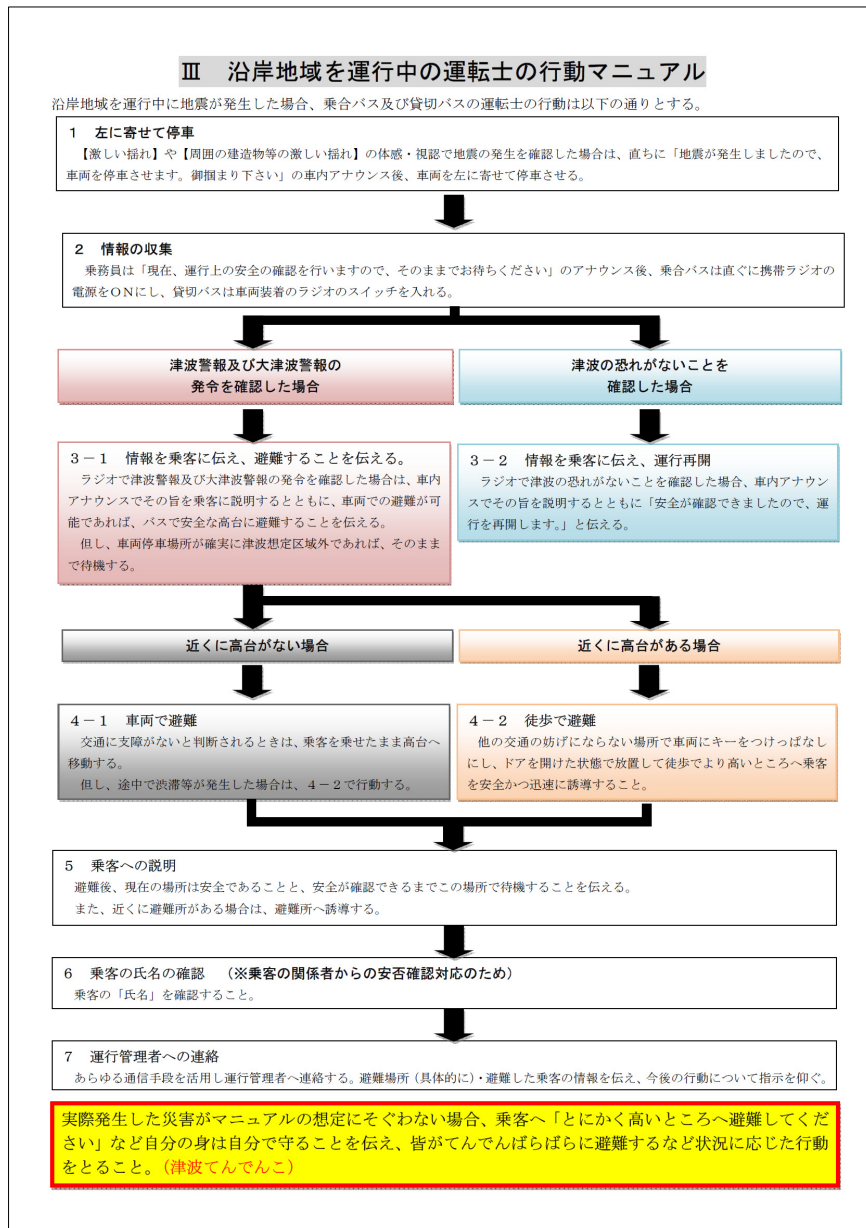 Ⅲ 沿岸地域を運行中の運転士の行動マニュアル
沿岸地域を運行中に地震が発生した場合、乗合バス及び貸切バスの運転士の行動は以下の通りとする。
1 左に寄せて停車
【激しい揺れ】や【周囲の建造物等の激しい揺れ】の体感・視認で地震の発生を確認した場合は、直ちに「地震が発生しましたので、
車両を停車させます。御掴まり下さい」の車内アナウンス後、車両を左に寄せて停車させる。
2 情報の収集
乗務員は「現在、運行上の安全の確認を行いますので、そのままでお待ちください」のアナウンス後、乗合バスは直ぐに携帯ラジオの
電源をONにし、貸切バスは車両装着のラジオのスイッチを入れる。
津波警報及び大津波警報の
発令を確認した場合
津波の恐れがないことを
確認した場合
3-1 情報を乗客に伝え、避難することを伝える。
ラジオで津波警報及び大津波警報の発令を確認した場合は、車内
アナウンスでその旨を乗客に説明するとともに、車両での避難が可
能であれば、バスで安全な高台に避難することを伝える。
但し、車両停車場所が確実に津波想定区域外であれば、そのまま
で待機する。
3-2 情報を乗客に伝え、運行再開
ラジオで津波の恐れがないことを確認した場合、車内アナウン
スでその旨を説明するとともに「安全が確認できましたので、運
行を再開します。」と伝える。
近くに高台がない場合
近くに高台がある場合
4-1 車両で避難
交通に支障がないと判断されるときは、乗客を乗せたまま高台へ
移動する。
但し、途中で渋滞等が発生した場合は、4-2で行動する。
4-2 徒歩で避難
他の交通の妨げにならない場所で車両にキーをつけっぱなし
にし、ドアを開けた状態で放置して徒歩でより高いところへ乗客
を安全かつ迅速に誘導すること。
5 乗客への説明
避難後、現在の場所は安全であることと、安全が確認できるまでこの場所で待機することを伝える。
また、近くに避難所がある場合は、避難所へ誘導する。
6 乗客の氏名の確認 (※乗客の関係者からの安否確認対応のため)
乗客の「氏名」を確認すること。
7 運行管理者への連絡
あらゆる通信手段を活用し運行管理者へ連絡する。避難場所(具体的に)・避難した乗客の情報を伝え、今後の行動について指示を仰ぐ。
実際発生した災害がマニュアルの想定にそぐわない場合、乗客へ「とにかく高いところへ避難してくだ
さい」など自分の身は自分で守ることを伝え、皆がてんでんばらばらに避難するなど状況に応じた行動
をとること。(津波てんでんこ)